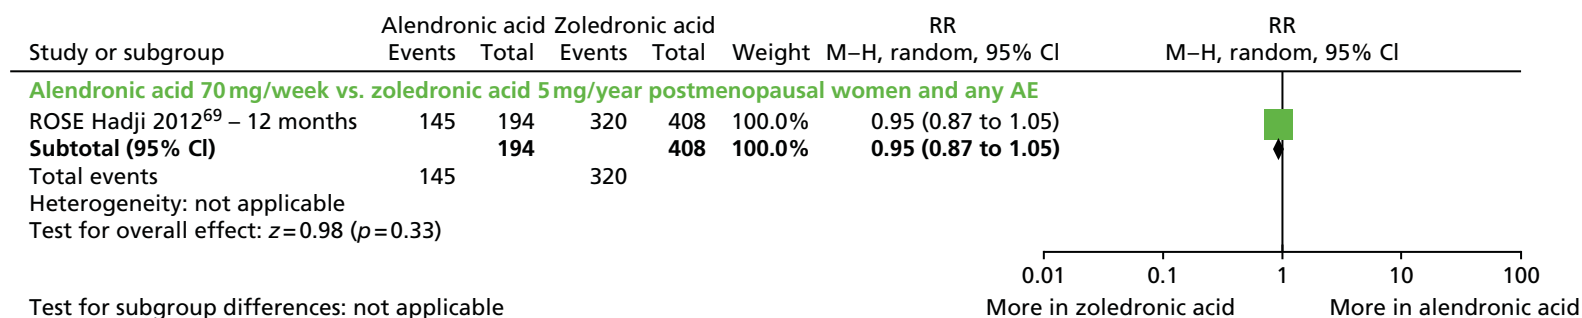 Alendronic acid Zoledronic acid RR RR
Study or subgroup Events Total Events Total Weight M–H, random, 95% CI M–H, random, 95% CI
Alendronic acid 70 mg/week vs. zoledronic acid 5 mg/year postmenopausal women and any AE
ROSE Hadji 2012⁶⁹ – 12 months 145 194 320 408 100.0% 0.95 (0.87 to 1.05)
Subtotal (95% CI) 194 408 100.0% 0.95 (0.87 to 1.05)
Total events 145 320
Heterogeneity: not applicable
Test for overall effect: z=0.98 (p=0.33)
0.01 0.1 1 10 100
Test for subgroup differences: not applicable More in zoledronic acid More in alendronic acid